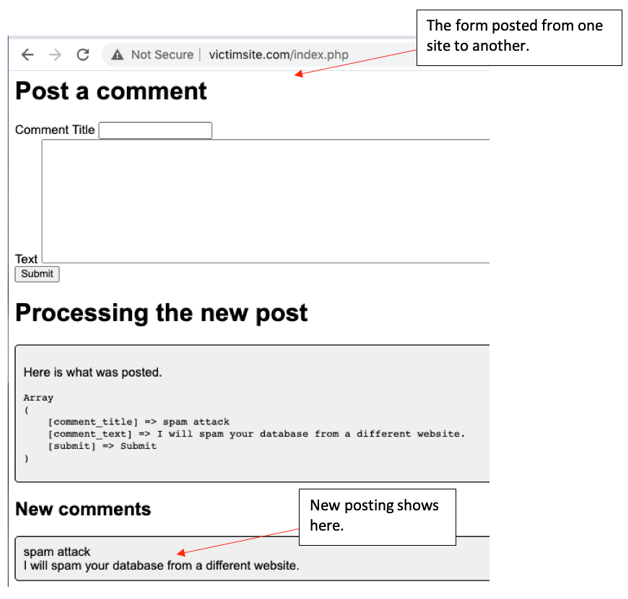 The form posted from one
site to another.
Not Secure | victimsite.com/index.php
Post a comment
Comment Title
Text
Submit
Processing the new post
Here is what was posted.
Array
(
[comment_title] => spam attack
[comment_text] => I will spam your database from a different website.
[submit] => Submit
)
New comments
New posting shows
here.
spam attack
I will spam your database from a different website.